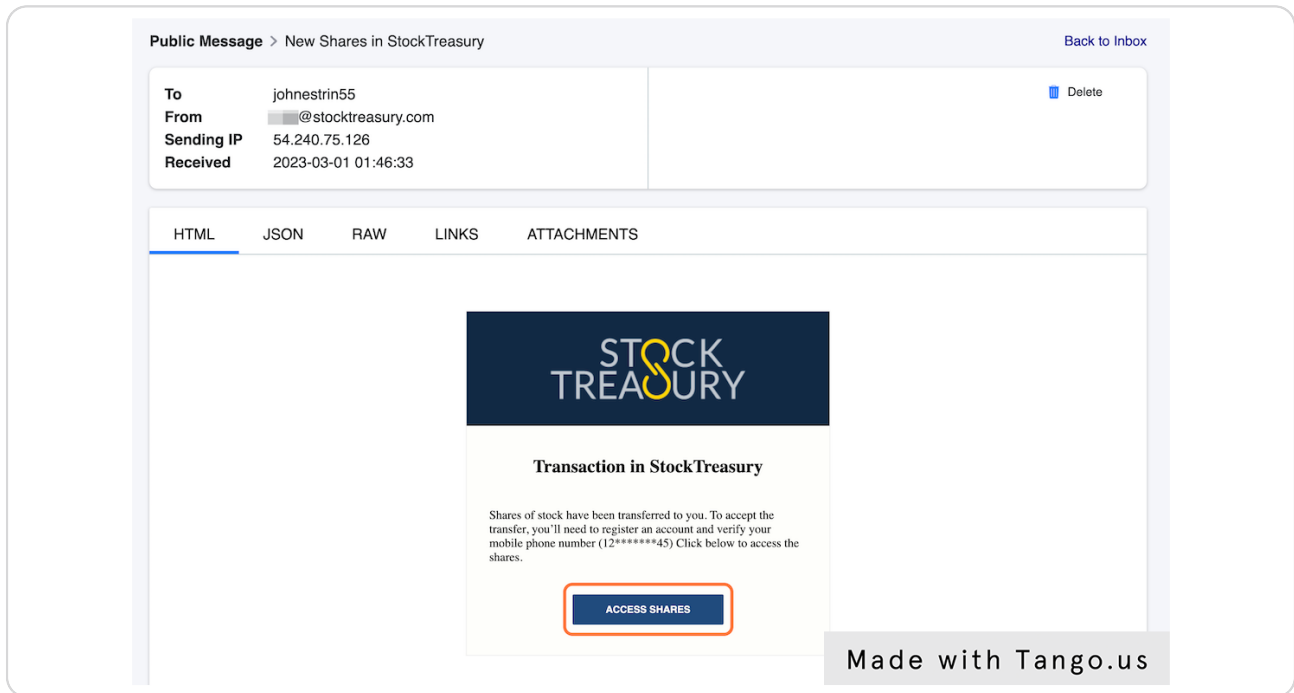 Public Message > New Shares in StockTreasury
Back to Inbox
To johnestrin55
From @stocktreasury.com
Sending IP 54.240.75.126
Received 2023-03-01 01:46:33
Delete
HTML JSON RAW LINKS ATTACHMENTS
STOCK
TREASURY
Transaction in StockTreasury
Shares of stock have been transferred to you. To accept the
transfer, you'll need to register an account and verify your
mobile phone number (12*******45) Click below to access the
shares.
ACCESS SHARES
Made with Tango.us